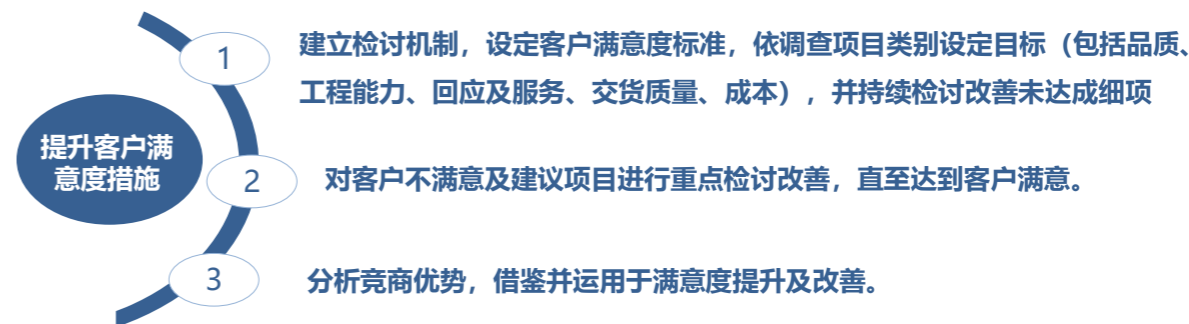 提升客户满
意度措施
1
建立检讨机制，设定客户满意度标准，依调查项目类别设定目标（包括品质、
工程能力、回应及服务、交货质量、成本），并持续检讨改善未达成细项
2
对客户不满意及建议项目进行重点检讨改善，直至达到客户满意。
3
分析竞商优势，借鉴并运用于满意度提升及改善。